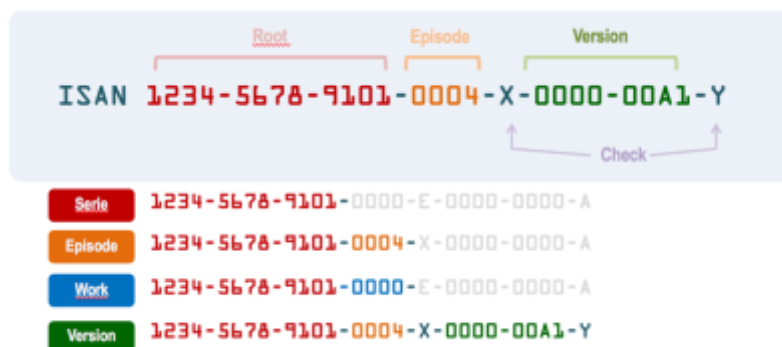 Root Episode Version
ISAN 1234-5678-9101-0004-X-0000-00A1-Y
Check
Serie 1234-5678-9101-0000-E-0000-0000-A
Episode 1234-5678-9101-0004-X-0000-0000-A
Work 1234-5678-9101-0000-E-0000-0000-A
Version 1234-5678-9101-0004-X-0000-00A1-Y